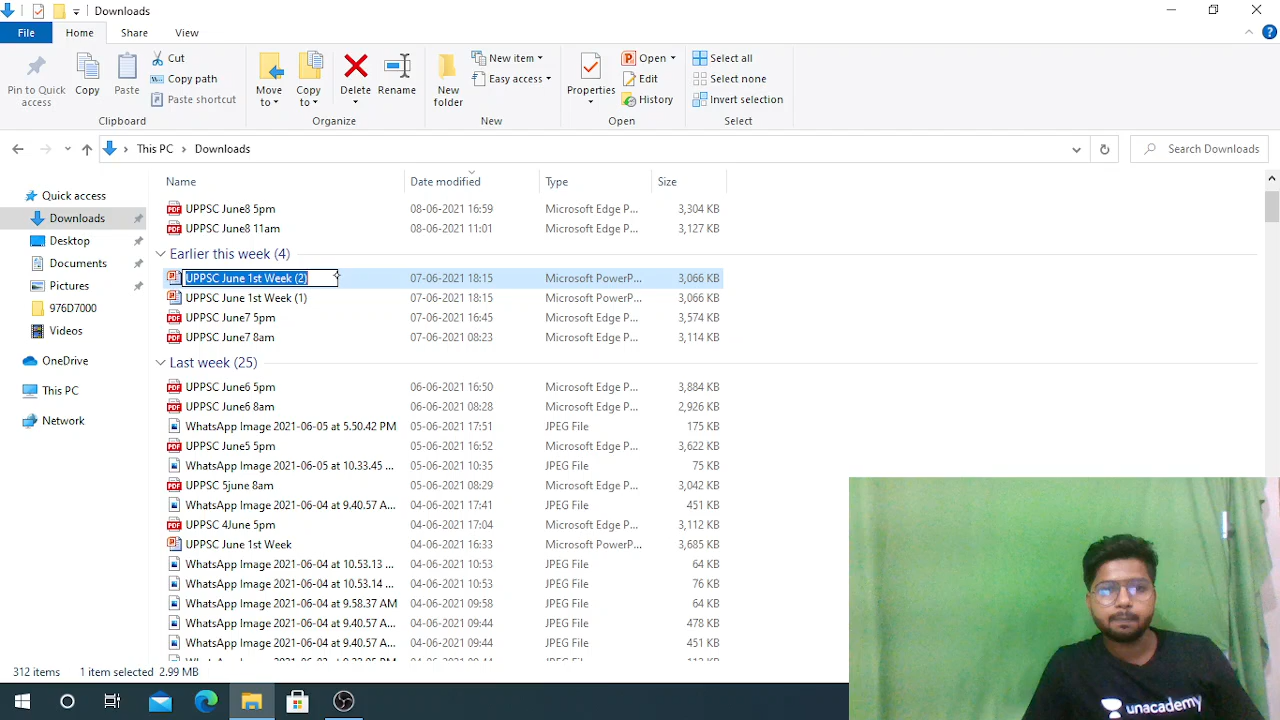 Downloads
File Home Share View
Pin to Quick access
Copy
Paste
Cut
Copy path
Paste shortcut
Clipboard
Move to
Copy to
Delete
Rename
Organize
New folder
New item
Easy access
New
Properties
Open
Edit
History
Open
Select all
Select none
Invert selection
Select
This PC Downloads
Search Downloads
Quick access
Downloads
Desktop
Documents
Pictures
976D7000
Videos
OneDrive
This PC
Network
Name Date modified Type Size
UPPSC June8 5pm 08-06-2021 16:59 Microsoft Edge P... 3,304 KB
UPPSC June8 11am 08-06-2021 11:01 Microsoft Edge P... 3,127 KB
Earlier this week (4)
UPPSC June 1st Week (2) 07-06-2021 18:15 Microsoft PowerP... 3,066 KB
UPPSC June 1st Week (1) 07-06-2021 18:15 Microsoft PowerP... 3,066 KB
UPPSC June7 5pm 07-06-2021 16:45 Microsoft Edge P... 3,574 KB
UPPSC June7 8am 07-06-2021 08:23 Microsoft Edge P... 3,114 KB
Last week (25)
UPPSC June6 5pm 06-06-2021 16:50 Microsoft Edge P... 3,884 KB
UPPSC June6 8am 06-06-2021 08:28 Microsoft Edge P... 2,926 KB
WhatsApp Image 2021-06-05 at 5.50.42 PM 05-06-2021 17:51 JPEG File 175 KB
UPPSC June5 5pm 05-06-2021 16:52 Microsoft Edge P... 3,622 KB
WhatsApp Image 2021-06-05 at 10.33.45 ... 05-06-2021 10:35 JPEG File 75 KB
UPPSC 5june 8am 05-06-2021 08:29 Microsoft Edge P... 3,042 KB
WhatsApp Image 2021-06-04 at 9.40.57 A... 04-06-2021 17:41 JPEG File 451 KB
UPPSC 4June 5pm 04-06-2021 17:04 Microsoft Edge P... 3,112 KB
UPPSC June 1st Week 04-06-2021 16:33 Microsoft PowerP... 3,685 KB
WhatsApp Image 2021-06-04 at 10.53.13 ... 04-06-2021 10:53 JPEG File 64 KB
WhatsApp Image 2021-06-04 at 10.53.14 ... 04-06-2021 10:53 JPEG File 76 KB
WhatsApp Image 2021-06-04 at 9.58.37 AM 04-06-2021 09:58 JPEG File 64 KB
WhatsApp Image 2021-06-04 at 9.40.57 A... 04-06-2021 09:44 JPEG File 478 KB
WhatsApp Image 2021-06-04 at 9.40.57 A... 04-06-2021 09:44 JPEG File 451 KB
312 items 1 item selected 2.99 MB
unacademy